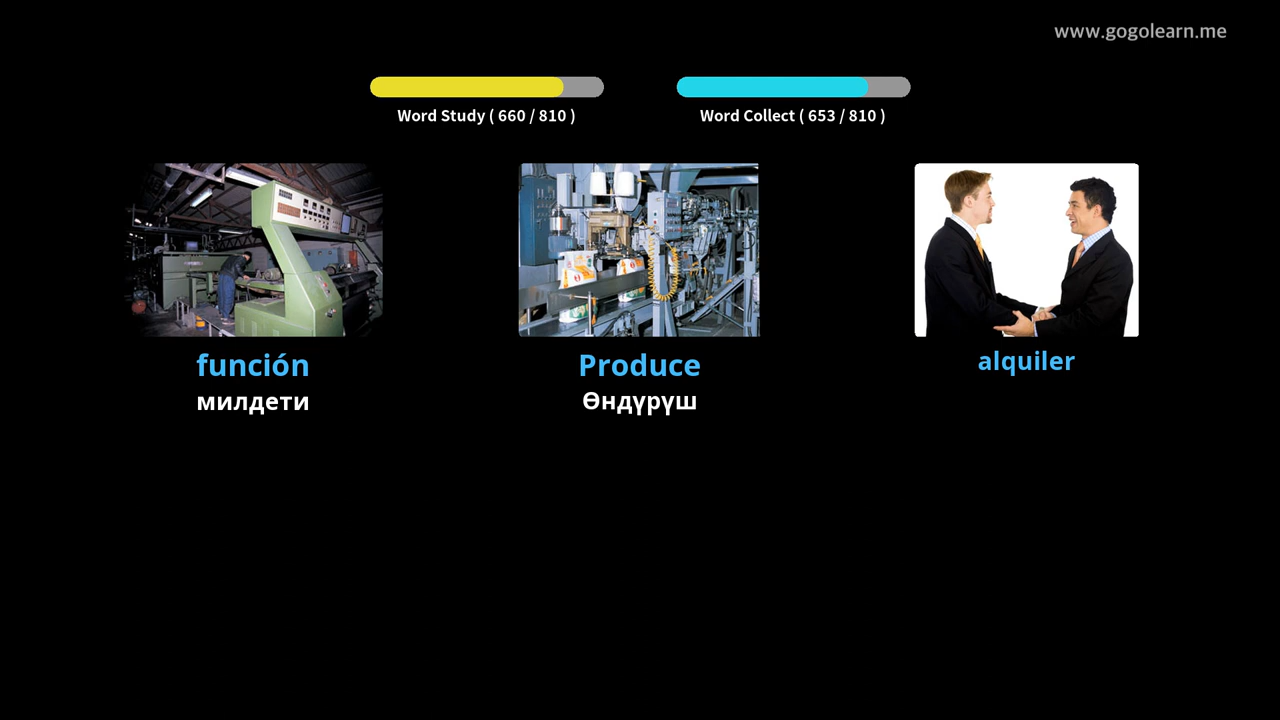 www.gogolearn.me
Word Study ( 660 / 810 )
Word Collect ( 653 / 810 )
función
милдети
Produce
Өндүрүш
alquiler